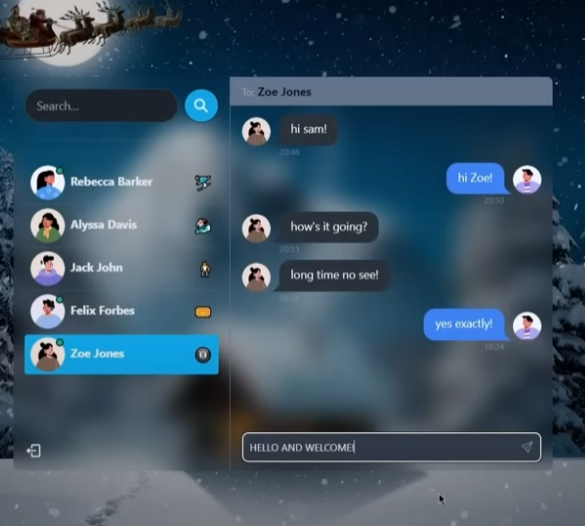 To: Zoe Jones
Search...
hi sam!
20:46
Rebecca Barker
hi Zoe!
20:50
Alyssa Davis
how's it going?
20:51
Jack John
long time no see!
20:51
Felix Forbes
yes exactly!
10:24
Zoe Jones
HELLO AND WELCOME!